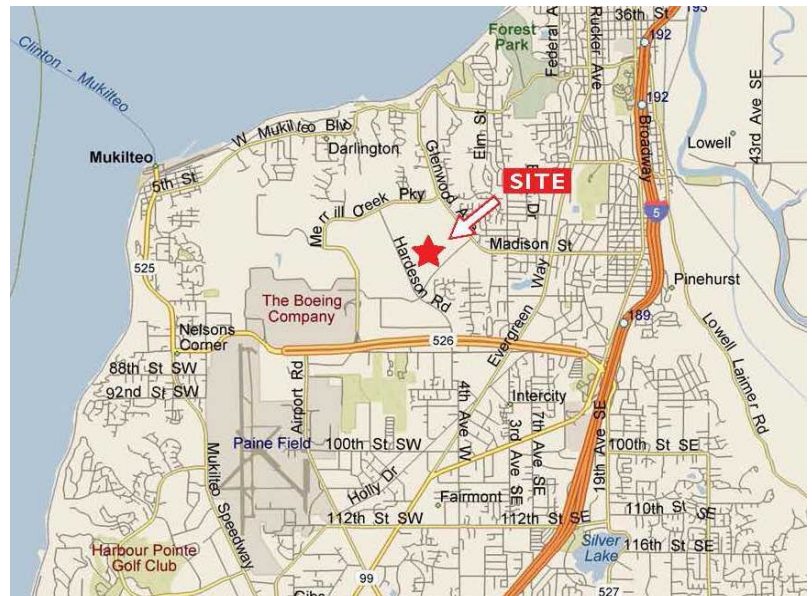 193
36th St
192
Forest
Park
Federal A
Rucker Ave
Clinton - Mukilteo
192
Broadway
43rd Ave SE
Lowell
W Mukilteo Blvd
Darlington
Elm St
Mukilteo
5th St
Glenwood A
SITE
Dr
Merrill Creek Pky
5
Madison St
Hardeson Rd
Way
525
Pinehurst
The Boeing
Company
189
Nelsons
Corner
526
Evergreen
Lowell Larimer Rd
88th St SW
92nd St SW
Airport Rd
4th Ave W
Intercity
7th Ave SE
3rd Ave SE
19th Ave SE
Paine Field
100th St SW
100th St SE
Mukilteo Speedway
Holly Dr
Fairmont
110th St SE
112th St SW
112th St SE
Silver
Lake
116th St SE
Harbour Pointe
Golf Club
99
527